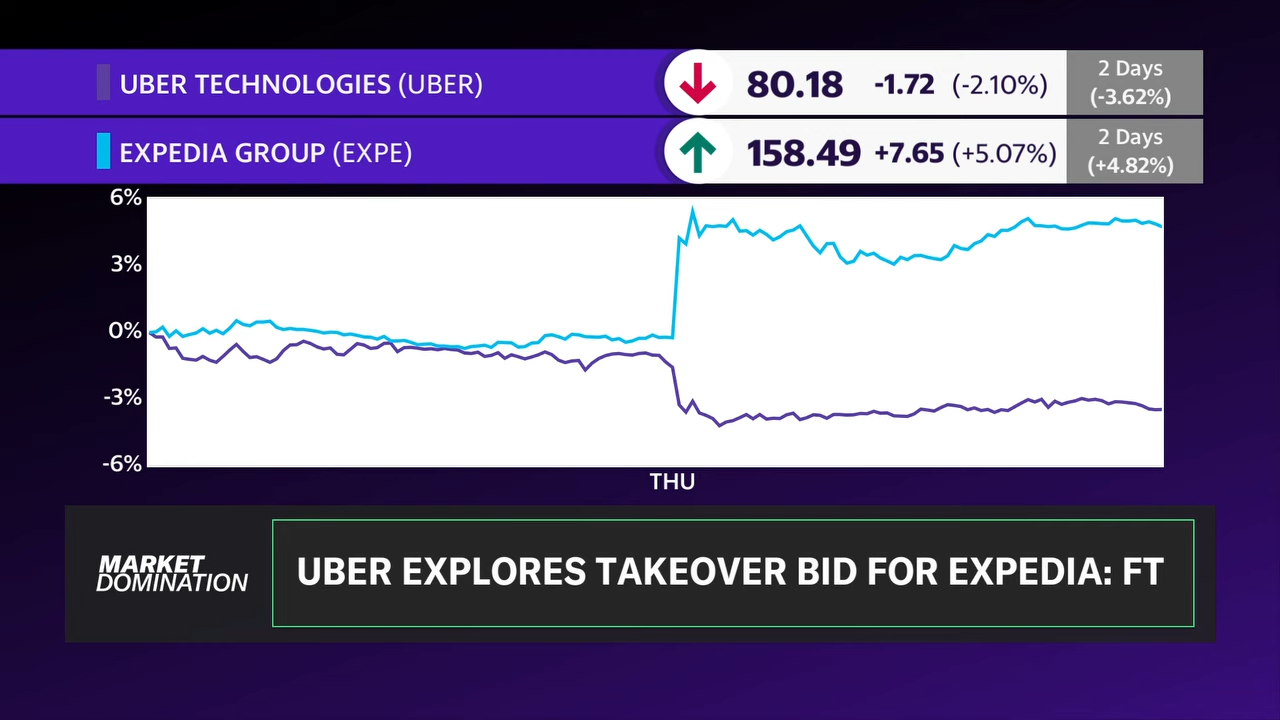 UBER TECHNOLOGIES (UBER)
80.18 -1.72 (-2.10%)
2 Days
(-3.62%)
EXPEDIA GROUP (EXPE)
158.49 +7.65 (+5.07%)
2 Days
(+4.82%)
6%
3%
0%
-3%
-6%
THU
MARKET
DOMINATION
UBER EXPLORES TAKEOVER BID FOR EXPEDIA: FT